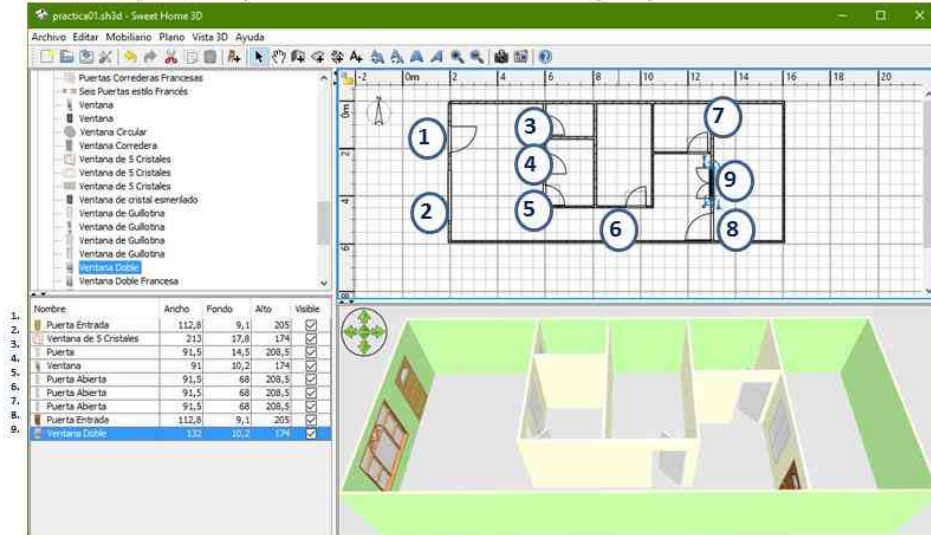 practica01.sh3d - Sweet Home 3D
Archivo Editar Mobiliario Plano Vista 3D Ayuda
Puertas Correderas Francesas
Seis Puertas estilo Francés
Ventana
Ventana
Ventana Circular
Ventana Corredera
Ventana de 5 Cristales
Ventana de 5 Cristales
Ventana de 5 Cristales
Ventana de cristal esmerilado
Ventana de Guillotina
Ventana de Guillotina
Ventana de Guillotina
Ventana de Guillotina
Ventana Doble
Ventana Doble Francesa
-2 0m 2 4 6 8 10 12 14 16 18 20
0m
2
4
6
8
1
2
3
4
5
6
7
9
8
Nombre Ancho Fondo Alto Visible
1. Puerta Entrada 112,8 9,1 205
2. Ventana de 5 Cristales 213 17,8 174
3. Puerta 91,5 14,5 208,5
4. Ventana 91 10,2 174
5. Puerta Abierta 91,5 68 208,5
6. Puerta Abierta 91,5 68 208,5
7. Puerta Abierta 91,5 68 208,5
8. Puerta Entrada 112,8 9,1 205
9. Ventana Doble 132 10,2 174